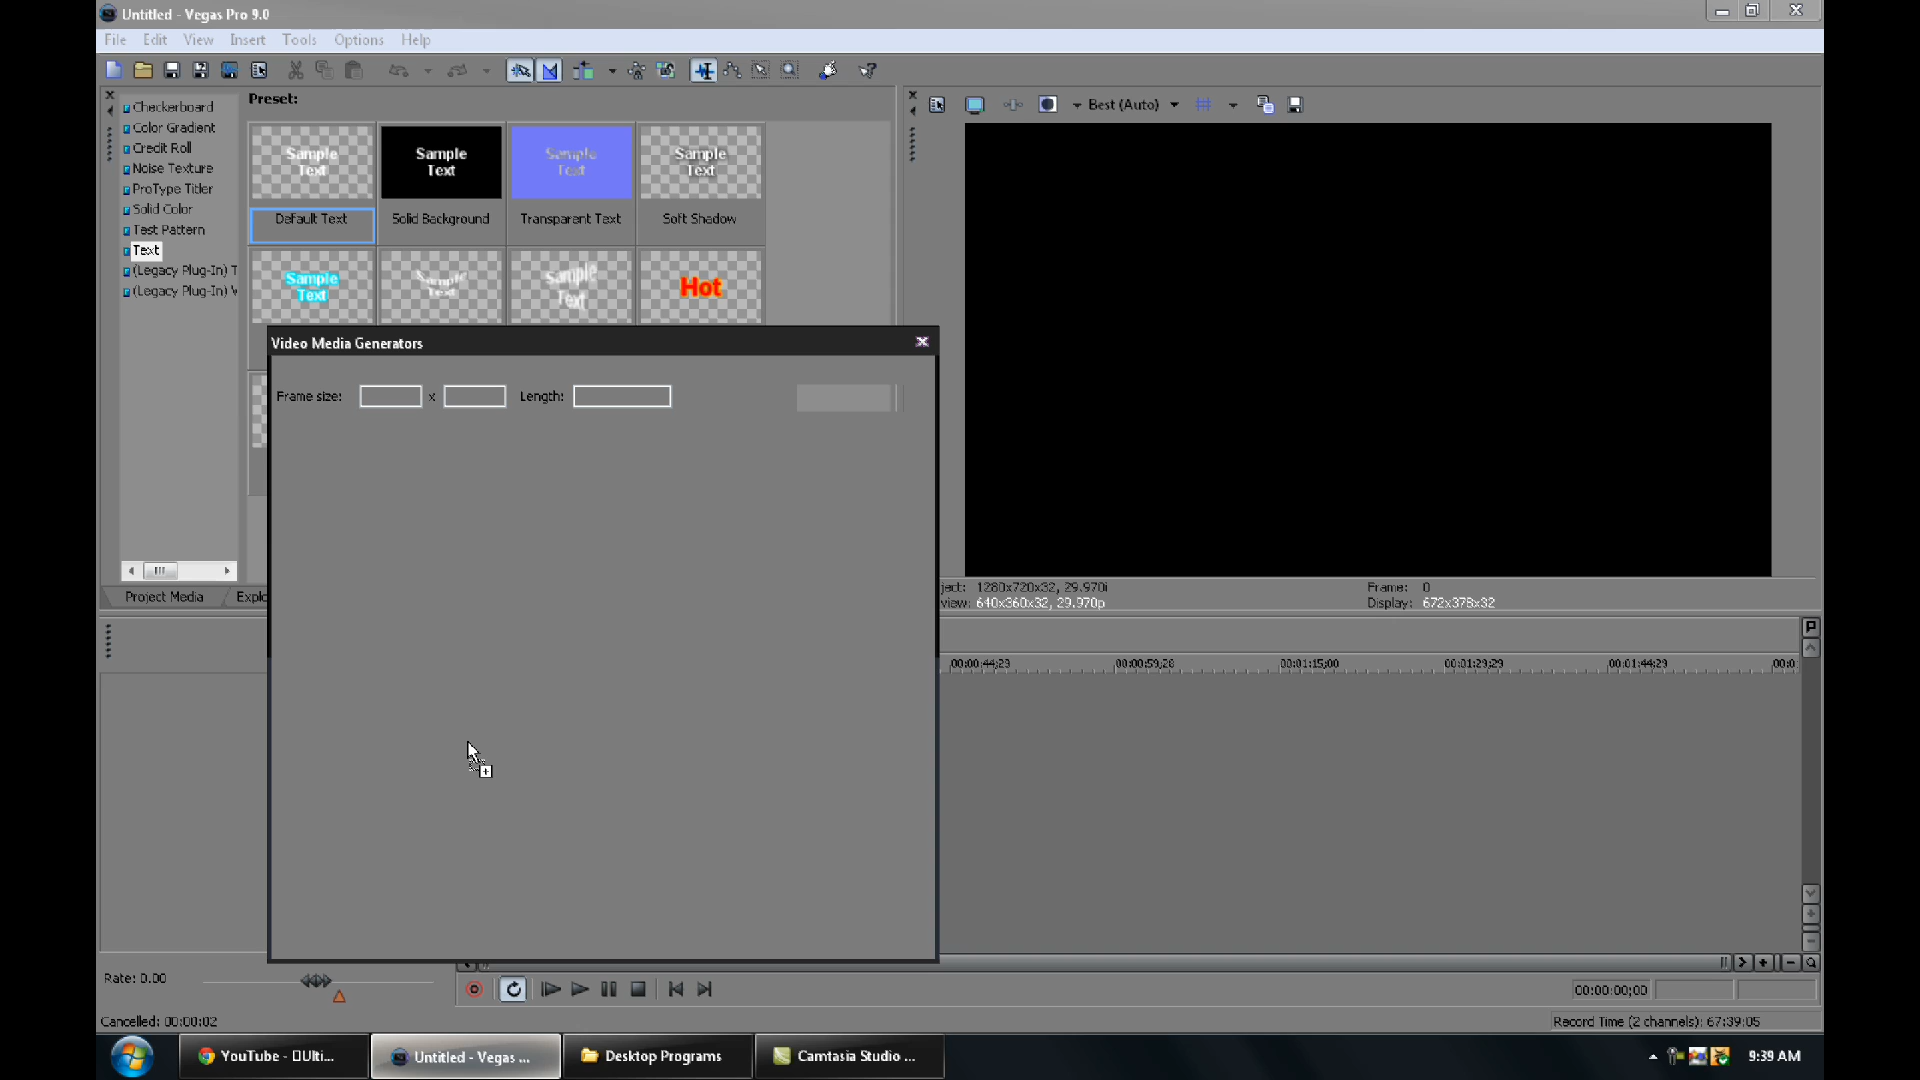 Untitled - Vegas Pro 9.0
File Edit View Insert Tools Options Help
Checkerboard
Color Gradient
Credit Roll
Noise Texture
ProType Titler
Solid Color
Test Pattern
Text
(Legacy Plug-In) T
(Legacy Plug-In)
Preset:
Sample
Text
Sample
Text
Sample
Text
Sample
Text
Default Text
Solid Background
Transparent Text
Soft Shadow
Sample
Text
Sample
Text
Sample
Text
Hot
Best (Auto)
Video Media Generators
Frame size: x Length:
Project Media
Explo
ject: 1280x720x32, 29.970i
view: 640x360x32, 29.970p
Frame: 0
Display: 672x378x32
00:00:44;29 00:00:59;28 00:01:15;00 00:01:29;29 00:01:44;29 00:0
P
Rate: 0.00
00:00:00;00
Cancelled: 00:00:02
Record Time (2 channels): 67:39:05
YouTube - Ulti...
Untitled - Vegas ...
Desktop Programs
Camtasia Studio ...
9:39 AM